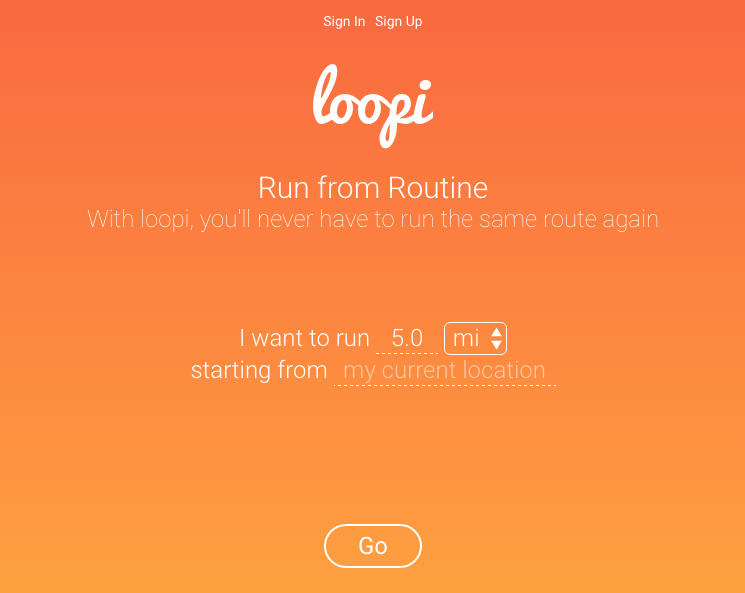 Sign In Sign Up
loopi
Run from Routine
With loopi, you'll never have to run the same route again
I want to run 5.0 mi
starting from my current location
Go